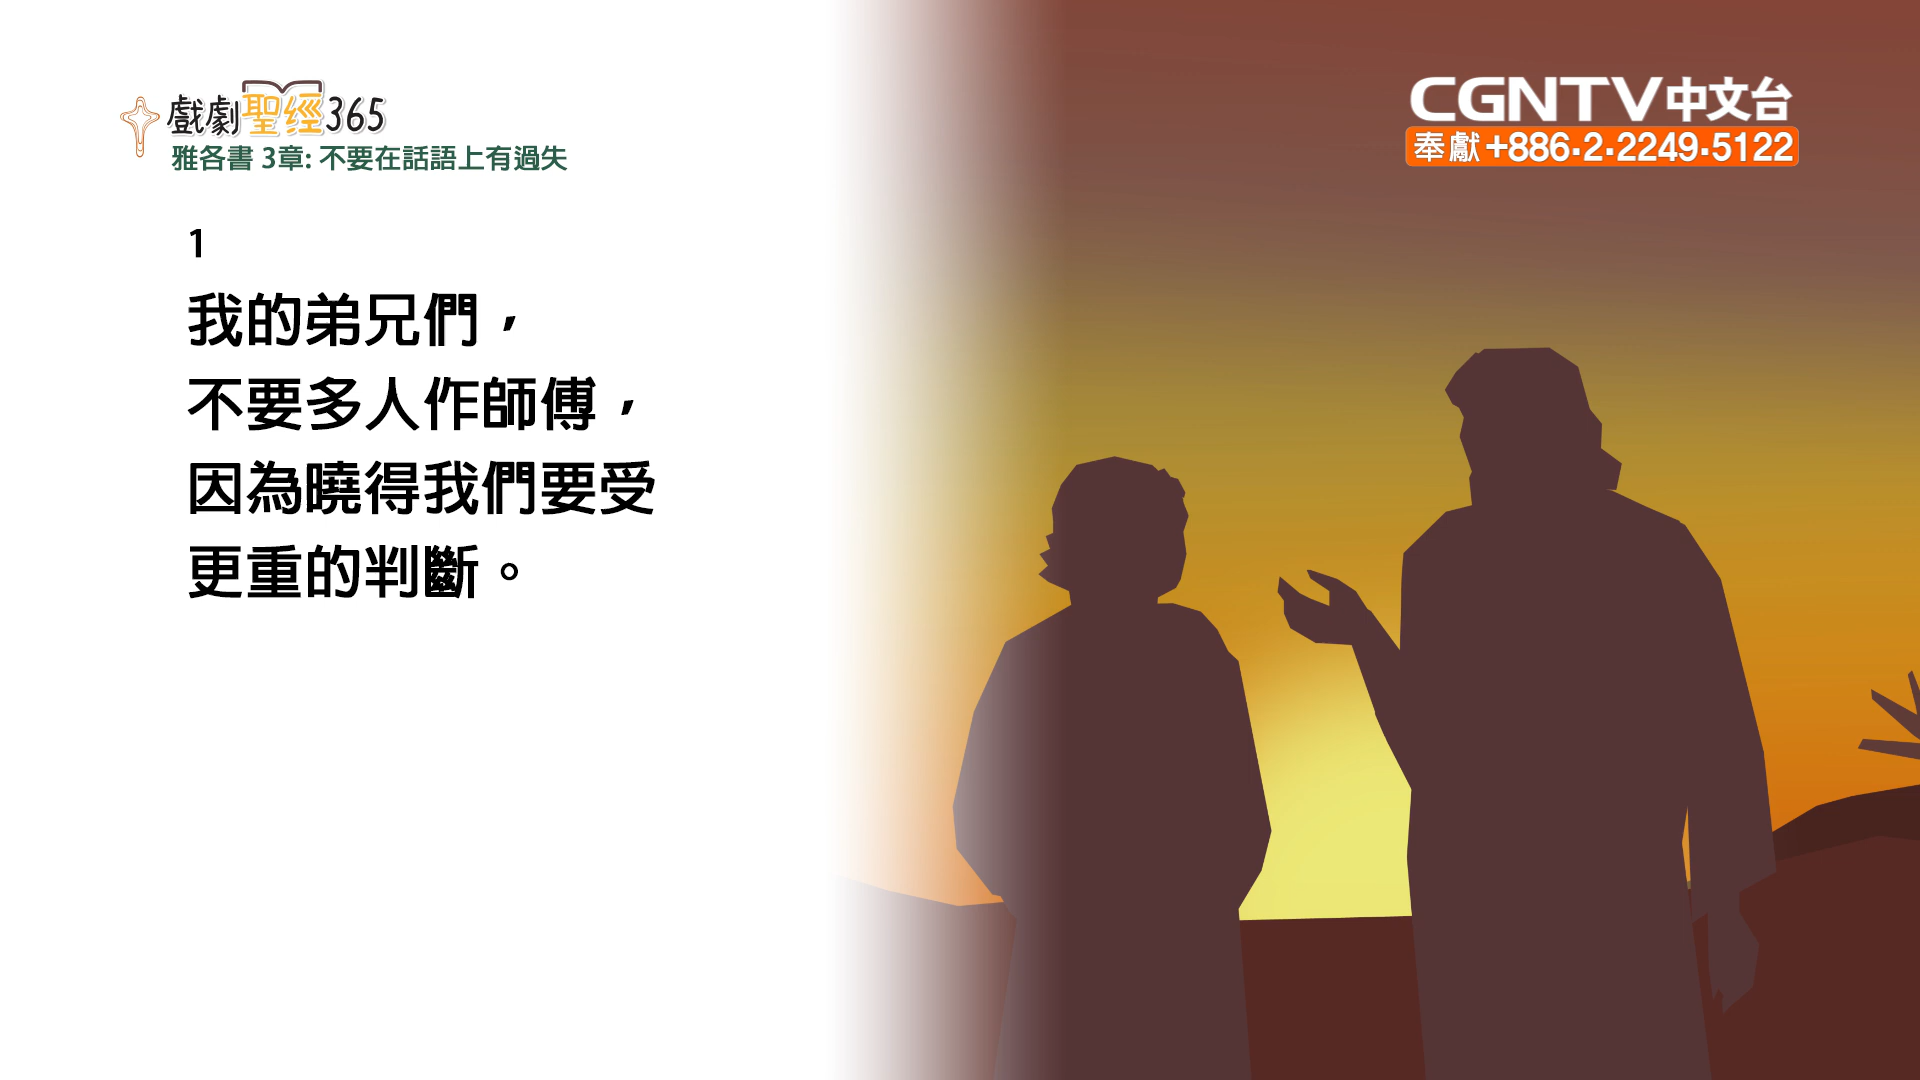 戲劇聖經365
雅各書 3章: 不要在話語上有過失
CGNTV中文台
奉獻 +886·2·2249·5122
1
我的弟兄們，
不要多人作師傅，
因為曉得我們要受
更重的判斷。